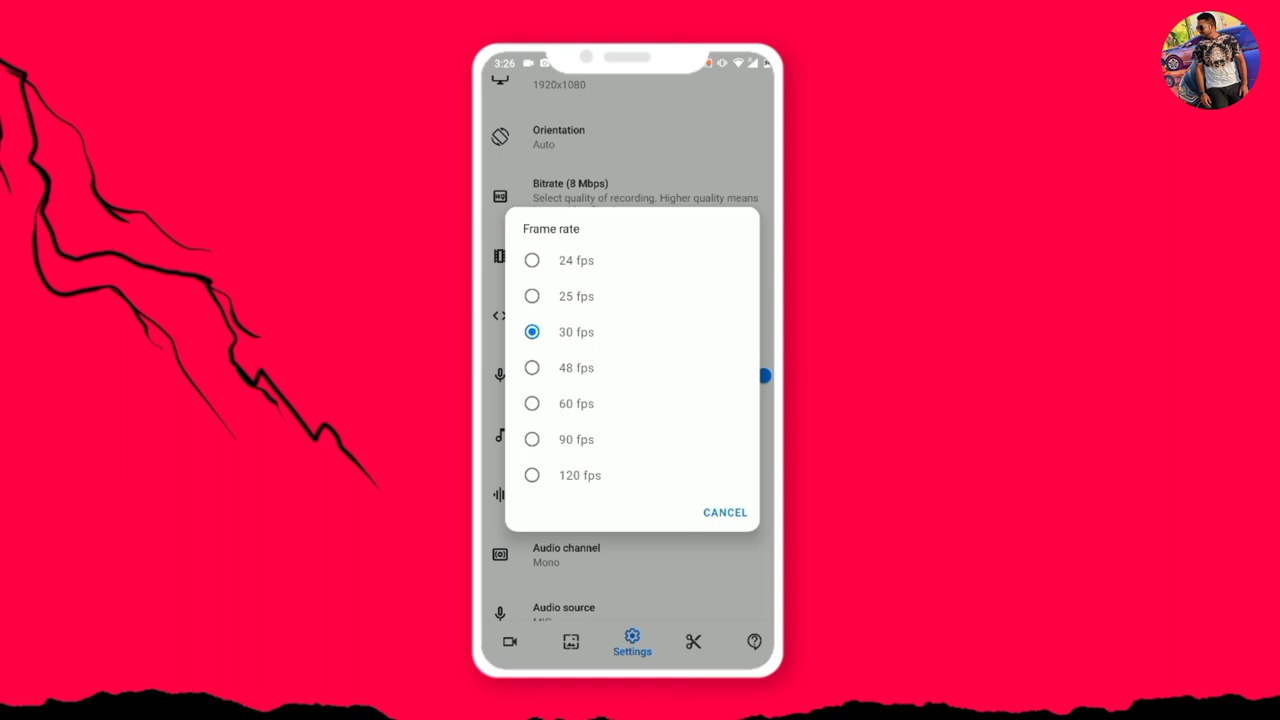 3:26
1920x1080
Orientation
Auto
Bitrate (8 Mbps)
Select quality of recording. Higher quality means
Frame rate
24 fps
25 fps
30 fps
48 fps
60 fps
90 fps
120 fps
CANCEL
Audio channel
Mono
Audio source
Settings